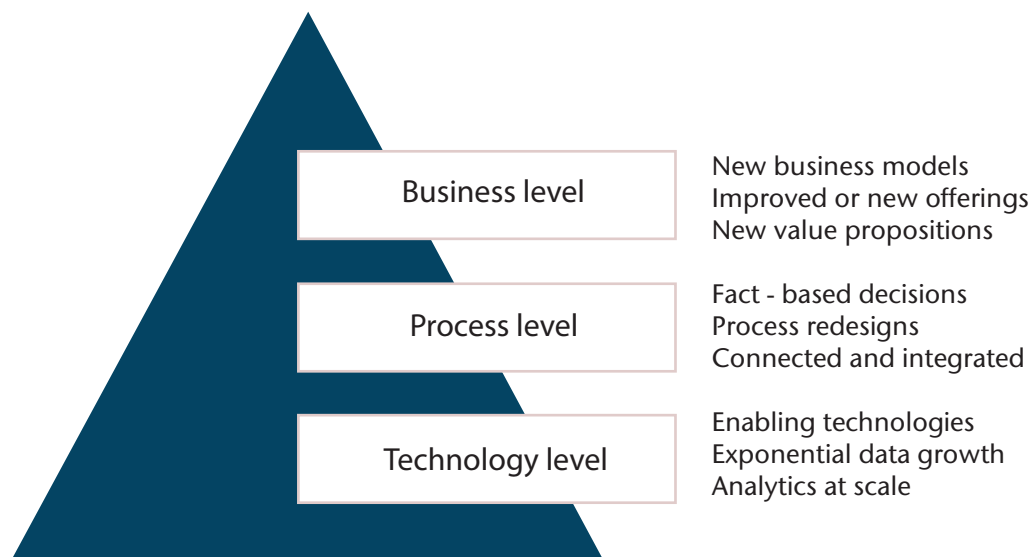 Business level
New business models
Improved or new offerings
New value propositions
Process level
Fact - based decisions
Process redesigns
Connected and integrated
Technology level
Enabling technologies
Exponential data growth
Analytics at scale